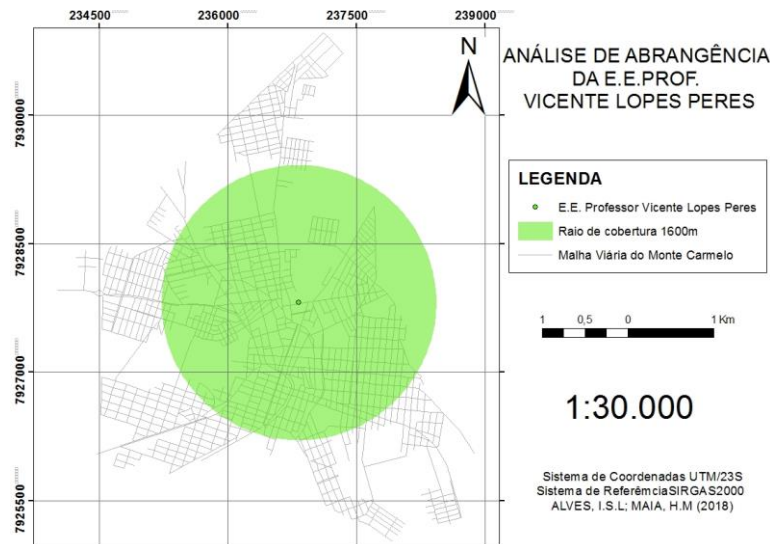 234500 236000 237500 239000
N
ANÁLISE DE ABRANGÊNCIA
DA E.E.PROF.
VICENTE LOPES PERES
7930000
7928500
7927000
7925500
LEGENDA
E.E. Professor Vicente Lopes Peres
Raio de cobertura 1600m
Malha Viária do Monte Carmelo
1 0,5 0 1 Km
1:30.000
Sistema de Coordenadas UTM/23S
Sistema de ReferêmciaSIRGAS2000
ALVES, I.S.L; MAIA, H.M (2018)